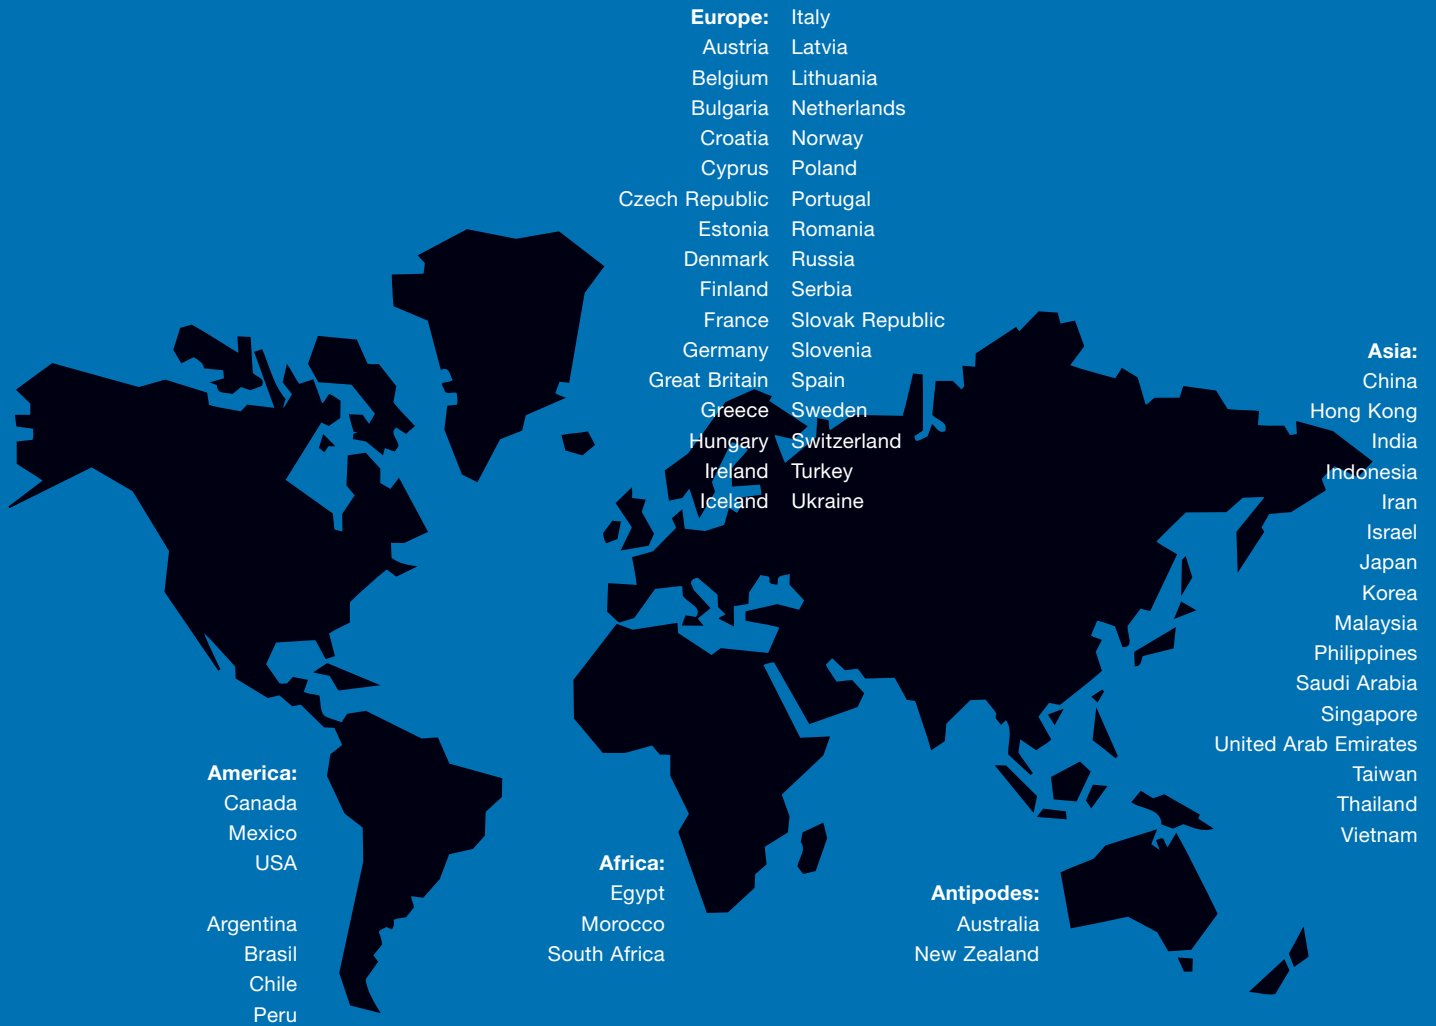 Europe:
Austria
Belgium
Bulgaria
Croatia
Cyprus
Czech Republic
Estonia
Denmark
Finland
France
Germany
Great Britain
Greece
Hungary
Ireland
Iceland
Italy
Latvia
Lithuania
Netherlands
Norway
Poland
Portugal
Romania
Russia
Serbia
Slovak Republic
Slovenia
Spain
Sweden
Switzerland
Turkey
Ukraine
Asia:
China
Hong Kong
India
Indonesia
Iran
Israel
Japan
Korea
Malaysia
Philippines
Saudi Arabia
Singapore
United Arab Emirates
Taiwan
Thailand
Vietnam
America:
Canada
Mexico
USA
Argentina
Brasil
Chile
Peru
Africa:
Egypt
Morocco
South Africa
Antipodes:
Australia
New Zealand